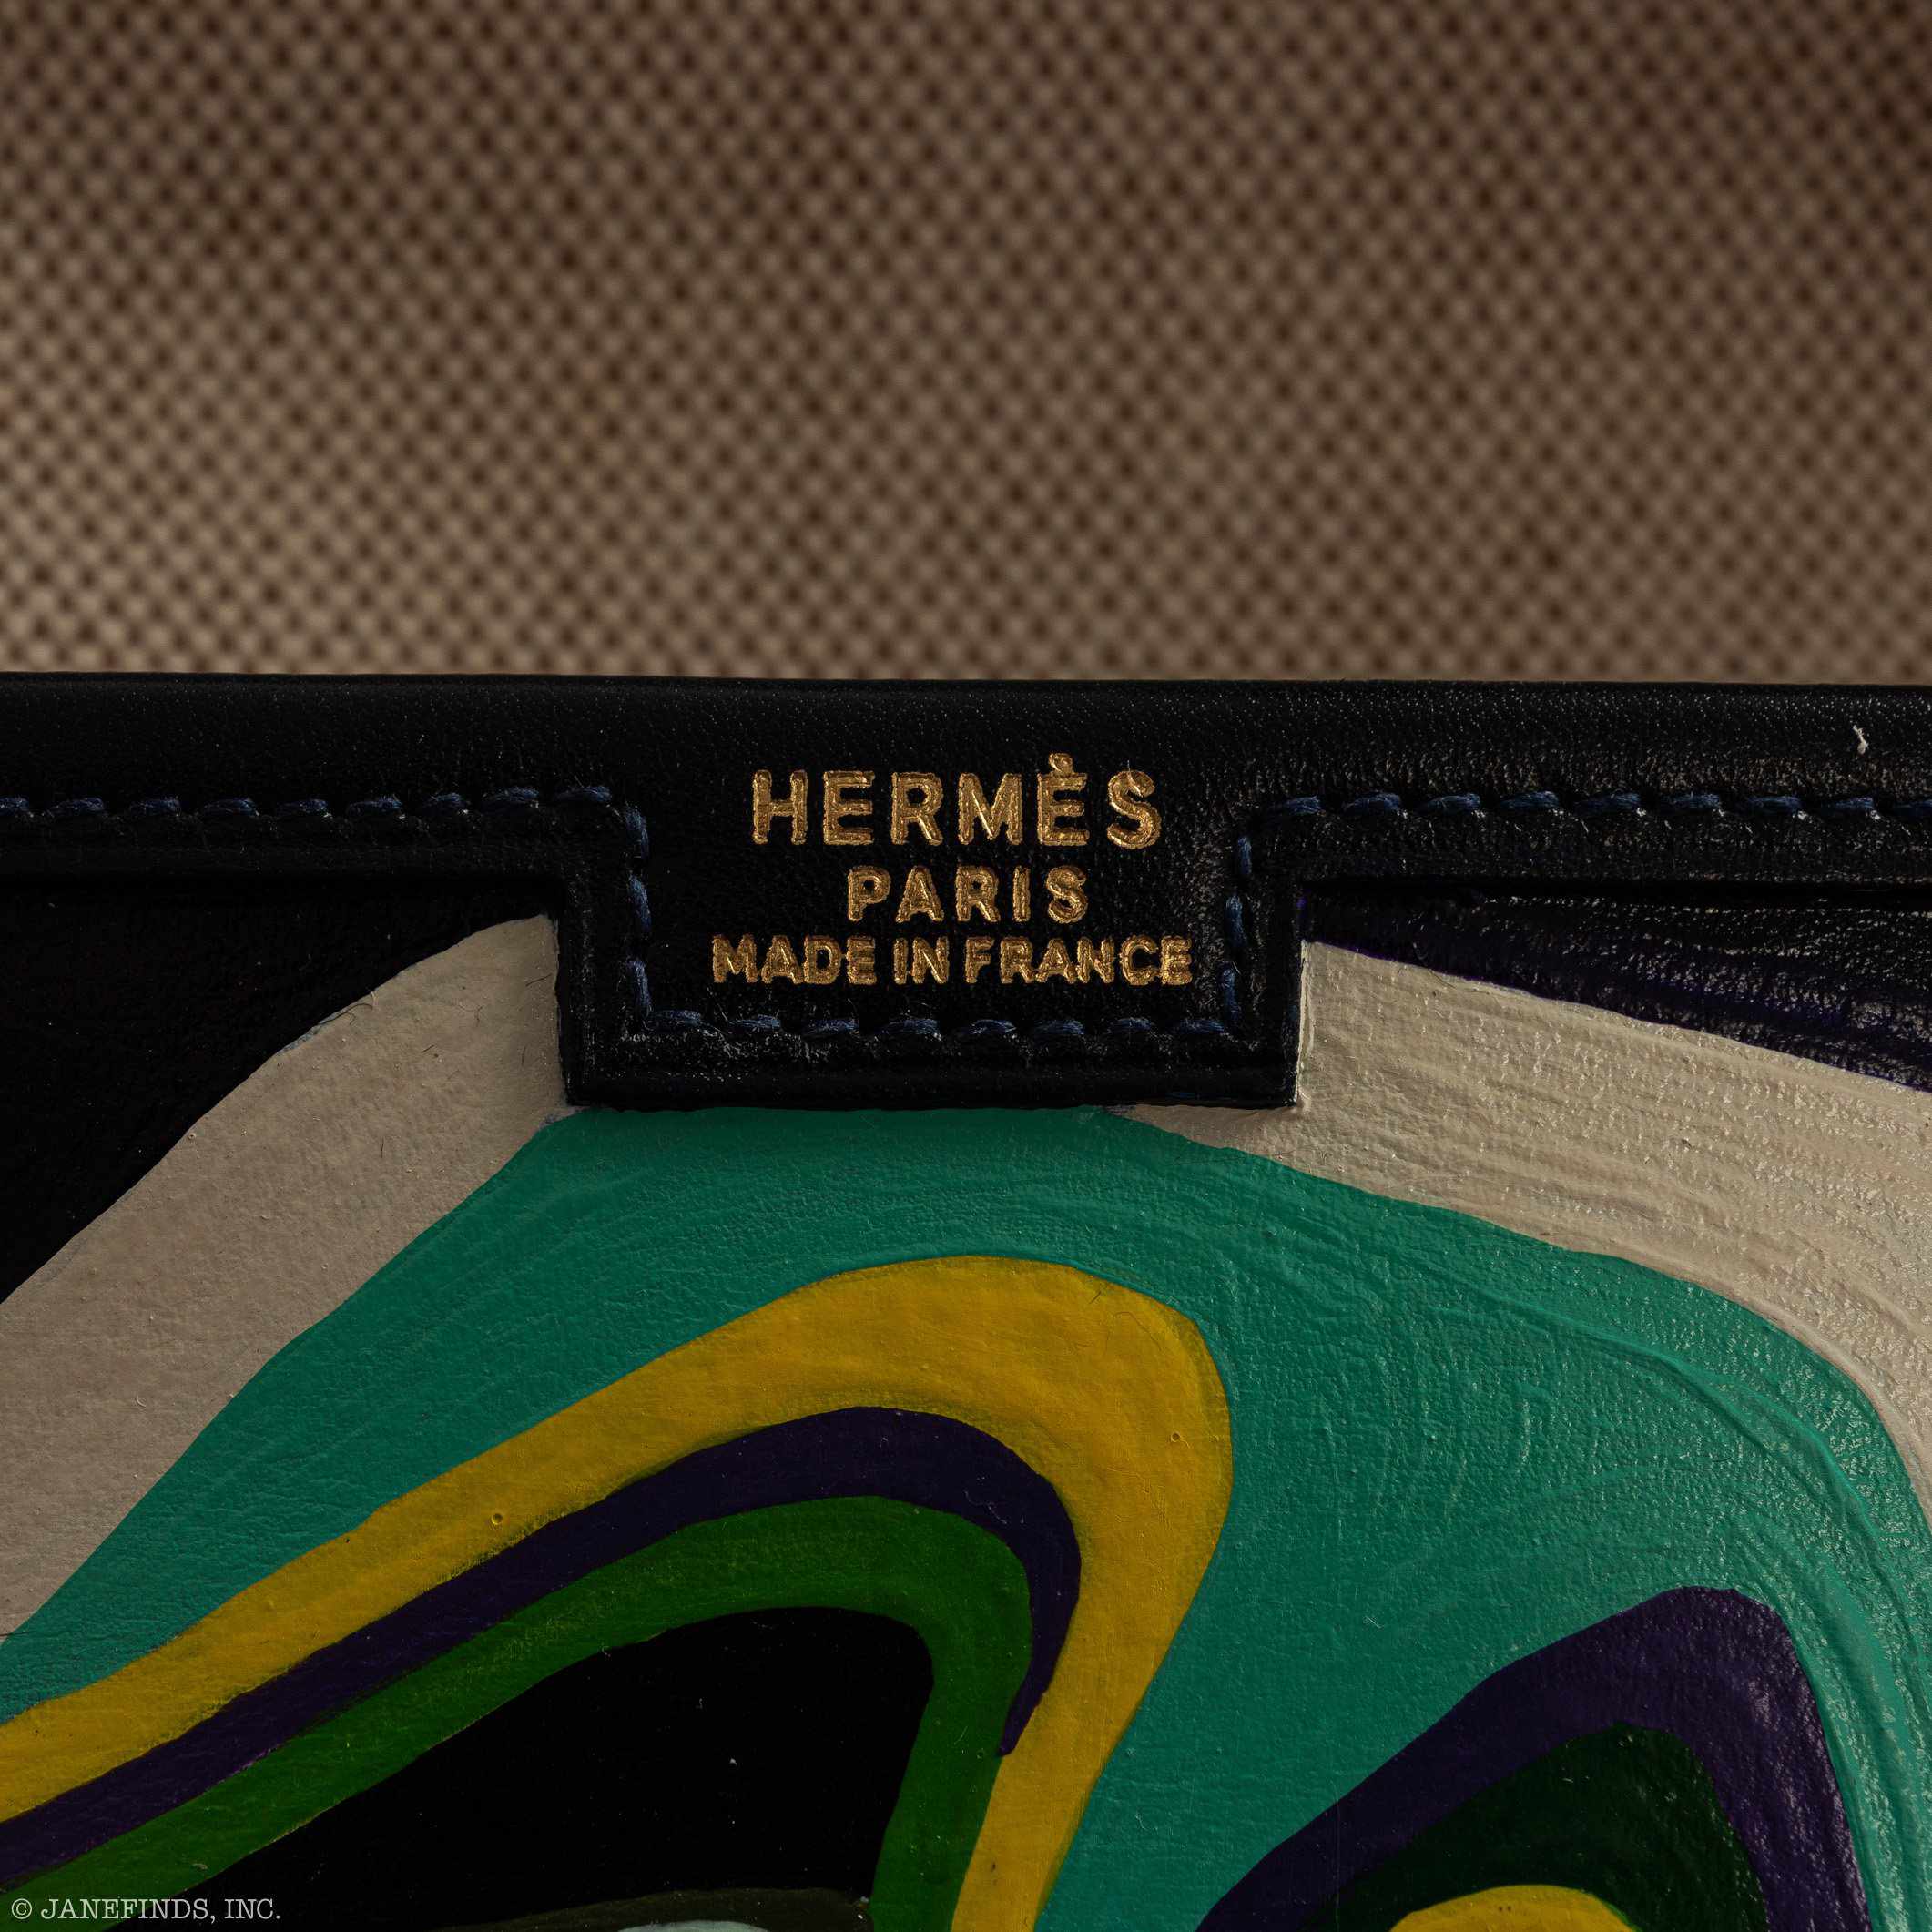 HERMÈS
PARIS
MADE IN FRANCE
© JANEFINDS, INC.